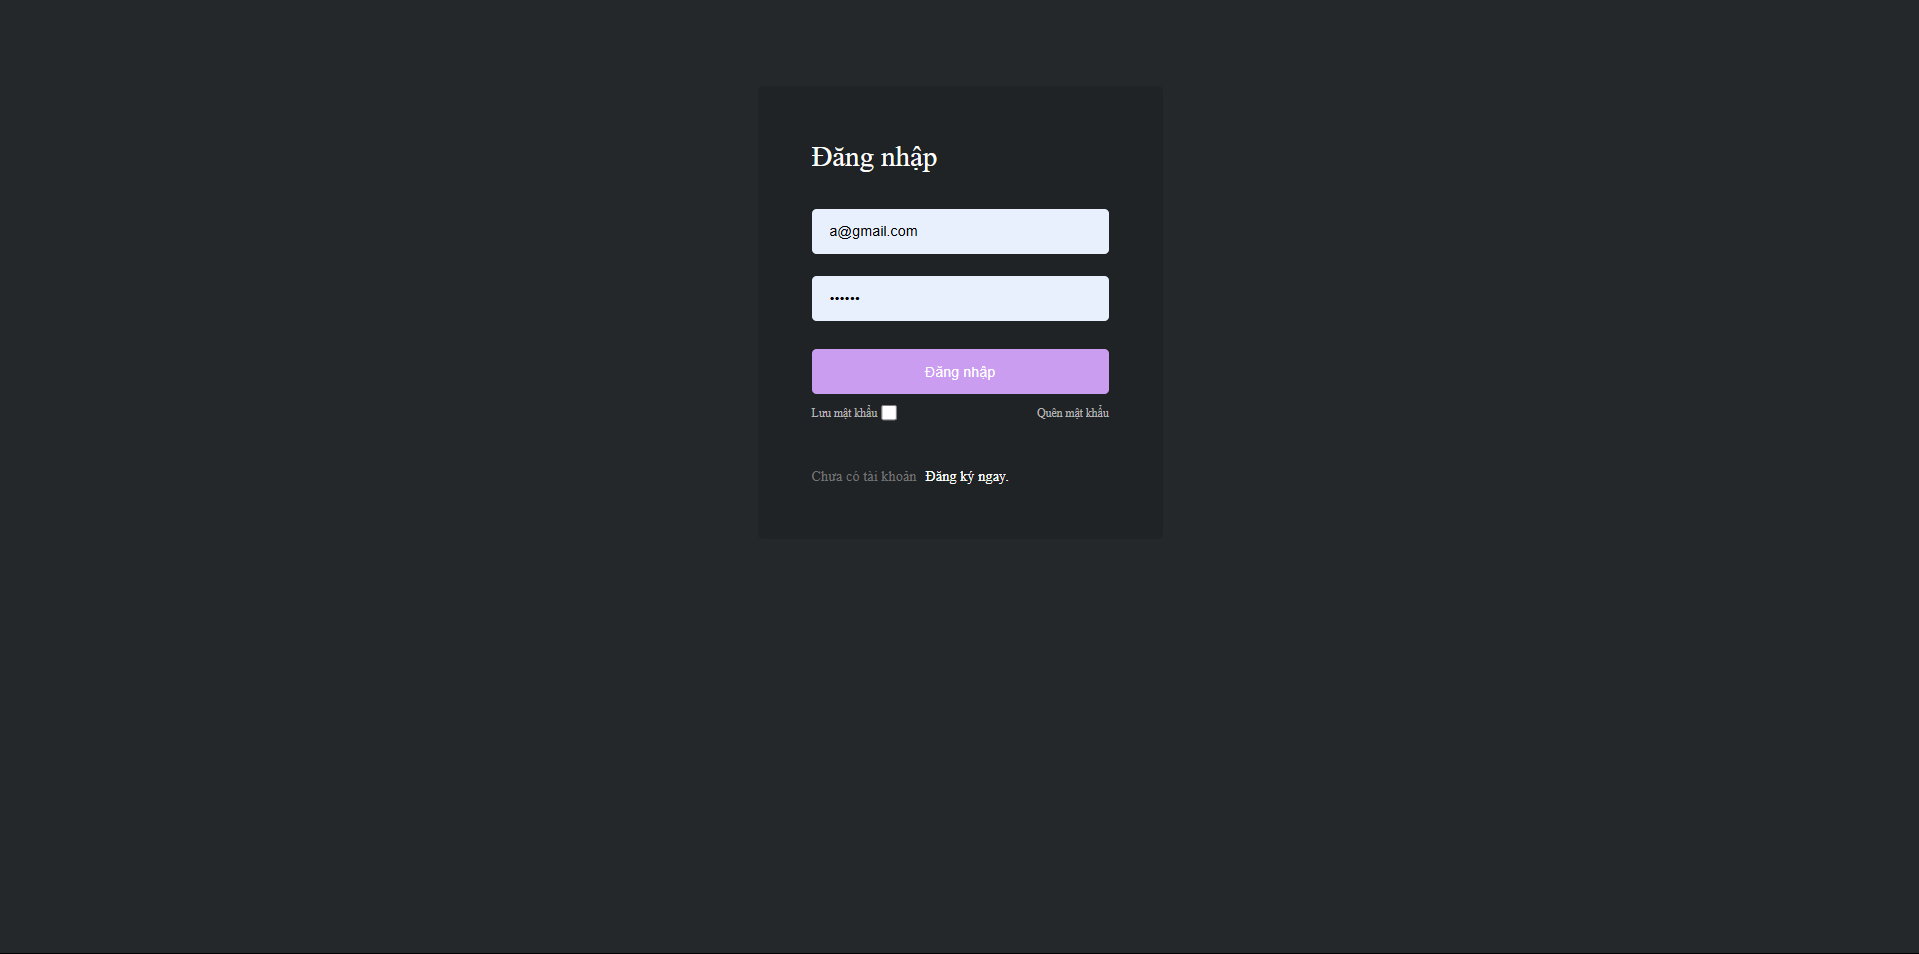 Đăng nhập
a@gmail.com
••••••
Đăng nhập
Lưu mật khẩu Quên mật khẩu
Chưa có tài khoản Đăng ký ngay.